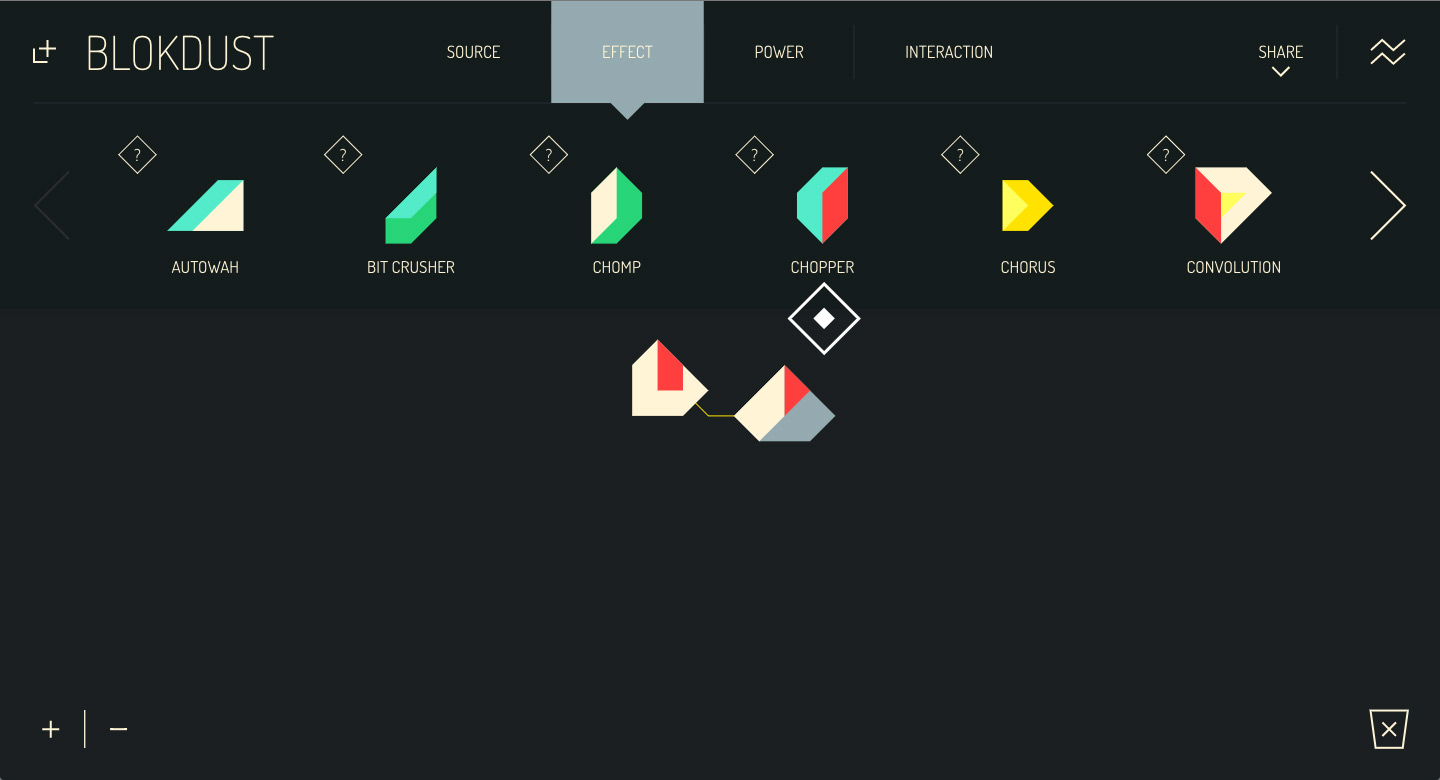 BLOKDUST
SOURCE
EFFECT
POWER
INTERACTION
SHARE
?
?
?
?
?
?
AUTOWAH
BIT CRUSHER
CHOMP
CHOPPER
CHORUS
CONVOLUTION